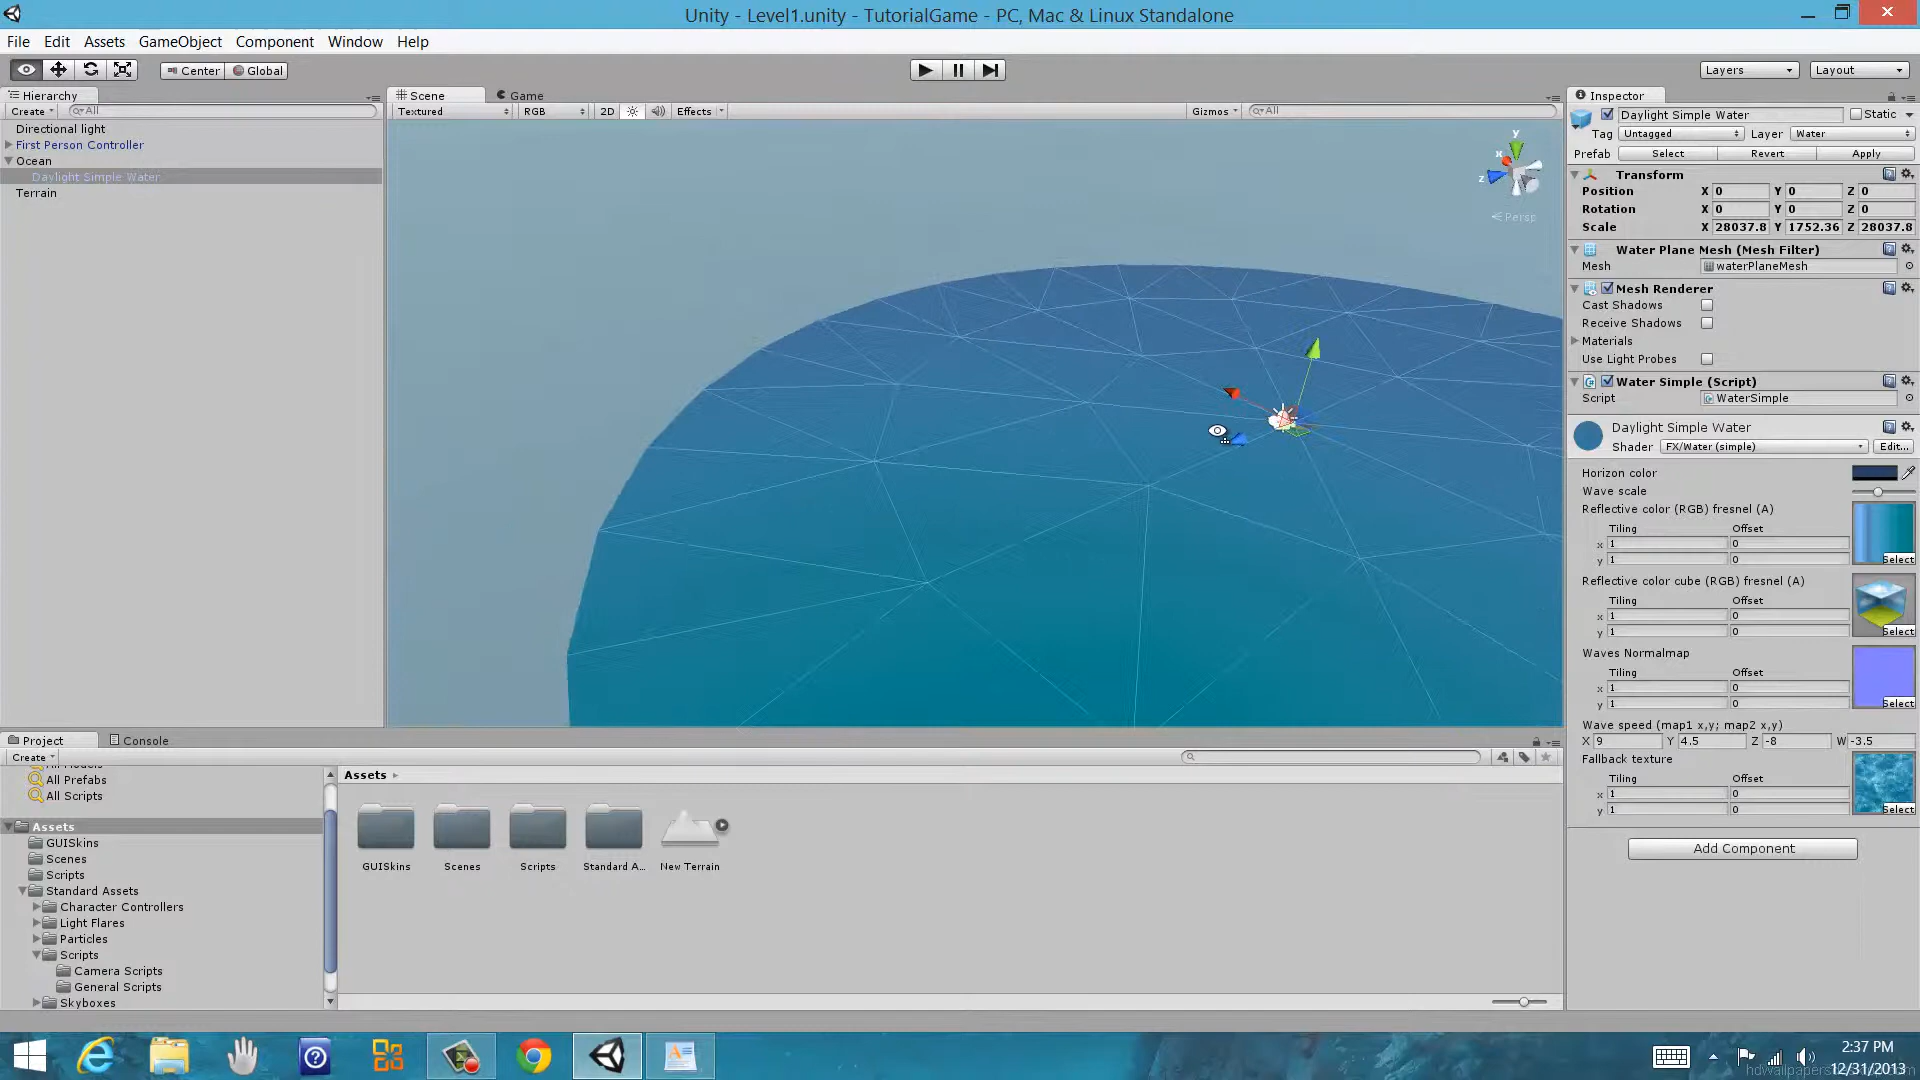 Unity - Level1.unity - TutorialGame - PC, Mac & Linux Standalone
File Edit Assets GameObject Component Window Help
Center Global
Layers Layout
Hierarchy
Create All
Directional light
First Person Controller
Ocean
Daylight Simple Water
Terrain
Scene Game
Textured RGB 2D Effects Gizmos All
y
x
z
Persp
Inspector
Daylight Simple Water Static
Tag Untagged Layer Water
Prefab Select Revert Apply
Transform
Position X 0 Y 0 Z 0
Rotation X 0 Y 0 Z 0
Scale X 28037.8 Y 1752.36 Z 28037.8
Water Plane Mesh (Mesh Filter)
Mesh waterPlaneMesh
Mesh Renderer
Cast Shadows
Receive Shadows
Materials
Use Light Probes
Water Simple (Script)
Script WaterSimple
Daylight Simple Water
Shader FX/Water (simple) Edit...
Horizon color
Wave scale
Reflective color (RGB) fresnel (A)
Tiling Offset
x 1 0
y 1 0
Select
Reflective color cube (RGB) fresnel (A)
Tiling Offset
x 1 0
y 1 0
Select
Waves Normalmap
Tiling Offset
x 1 0
y 1 0
Select
Wave speed (map1 x,y; map2 x,y)
X 9 Y 4.5 Z -8 W -3.5
Fallback texture
Tiling Offset
x 1 0
y 1 0
Select
Add Component
Project Console
Create
All Prefabs
All Scripts
Assets
GUISkins
Scenes
Scripts
Standard Assets
Character Controllers
Light Flares
Particles
Scripts
Camera Scripts
General Scripts
Skyboxes
Assets
GUISkins Scenes Scripts Standard A... New Terrain
2:37 PM
12/31/2013